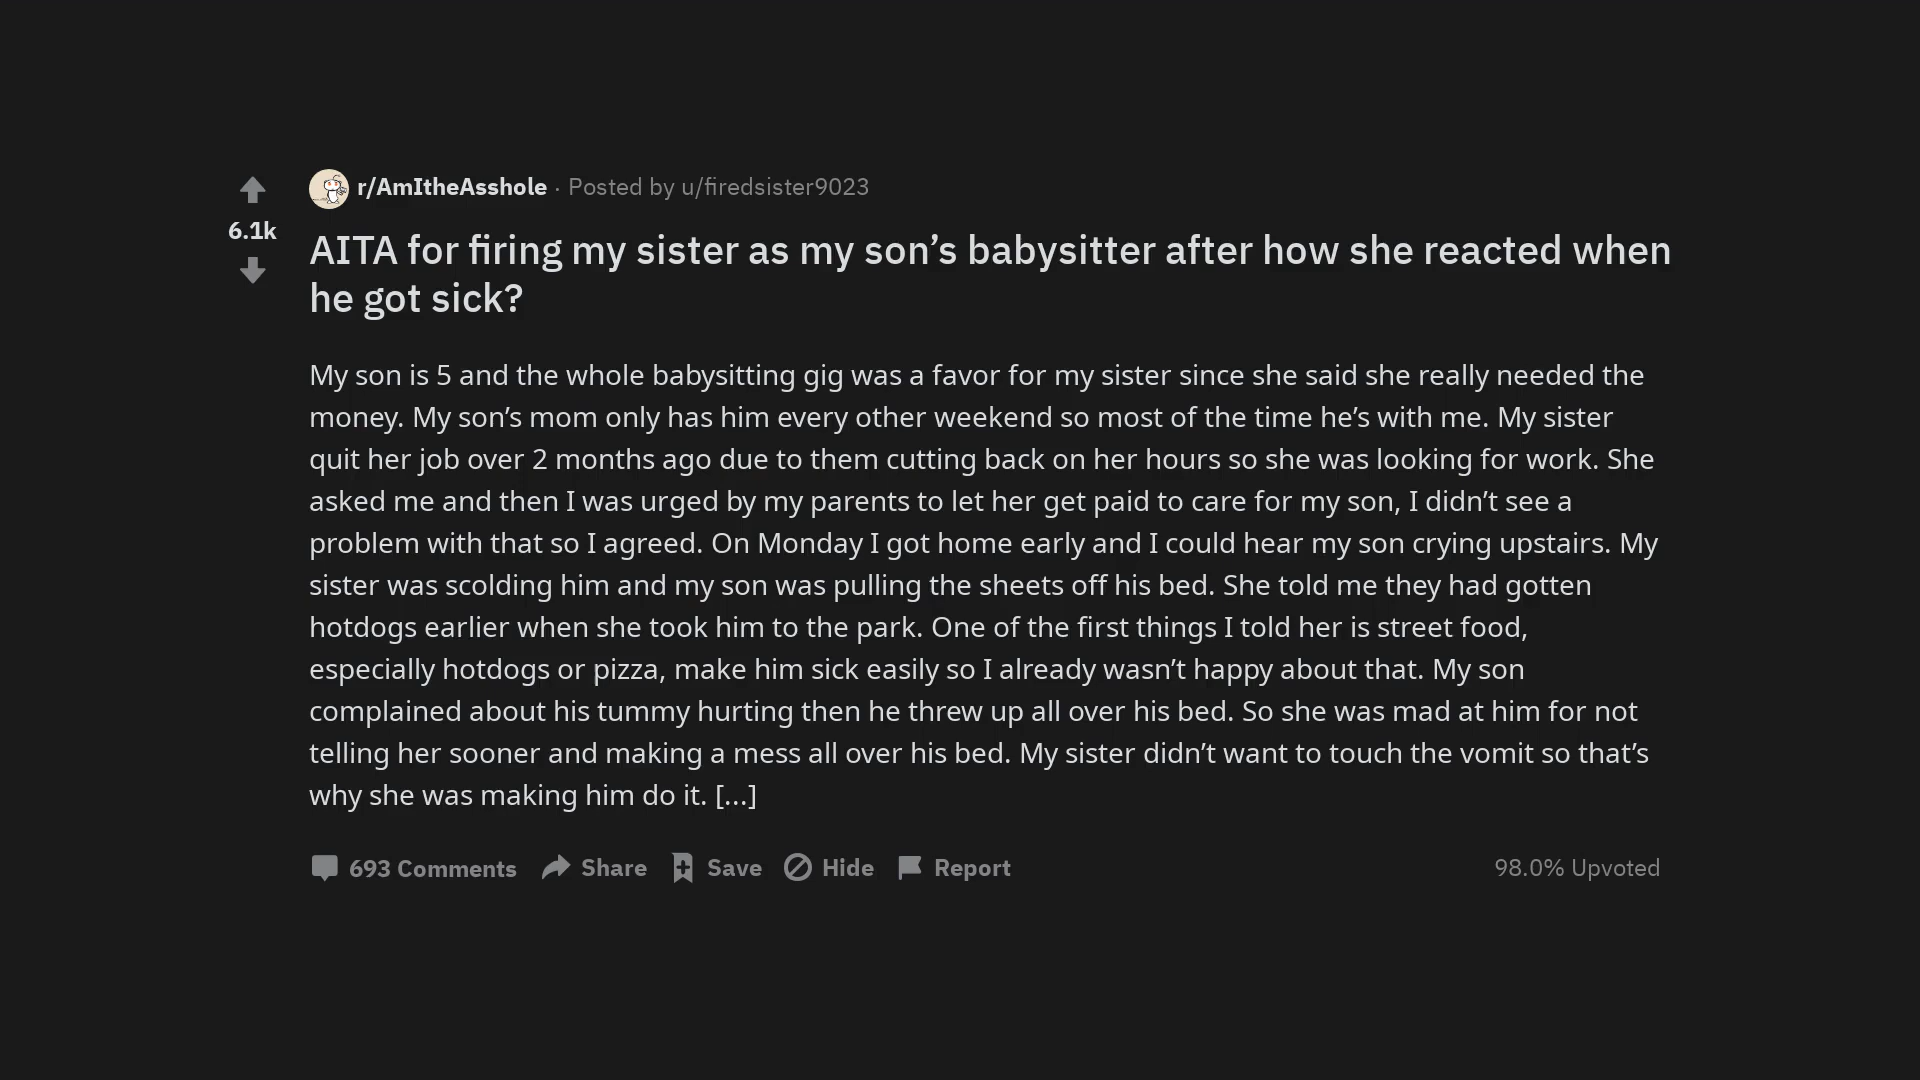 r/AmItheAsshole · Posted by u/firedsister9023
6.1k
AITA for firing my sister as my son’s babysitter after how she reacted when
he got sick?
My son is 5 and the whole babysitting gig was a favor for my sister since she said she really needed the
money. My son’s mom only has him every other weekend so most of the time he’s with me. My sister
quit her job over 2 months ago due to them cutting back on her hours so she was looking for work. She
asked me and then I was urged by my parents to let her get paid to care for my son, I didn’t see a
problem with that so I agreed. On Monday I got home early and I could hear my son crying upstairs. My
sister was scolding him and my son was pulling the sheets off his bed. She told me they had gotten
hotdogs earlier when she took him to the park. One of the first things I told her is street food,
especially hotdogs or pizza, make him sick easily so I already wasn’t happy about that. My son
complained about his tummy hurting then he threw up all over his bed. So she was mad at him for not
telling her sooner and making a mess all over his bed. My sister didn’t want to touch the vomit so that’s
why she was making him do it. [...]
693 Comments Share Save Hide Report 98.0% Upvoted